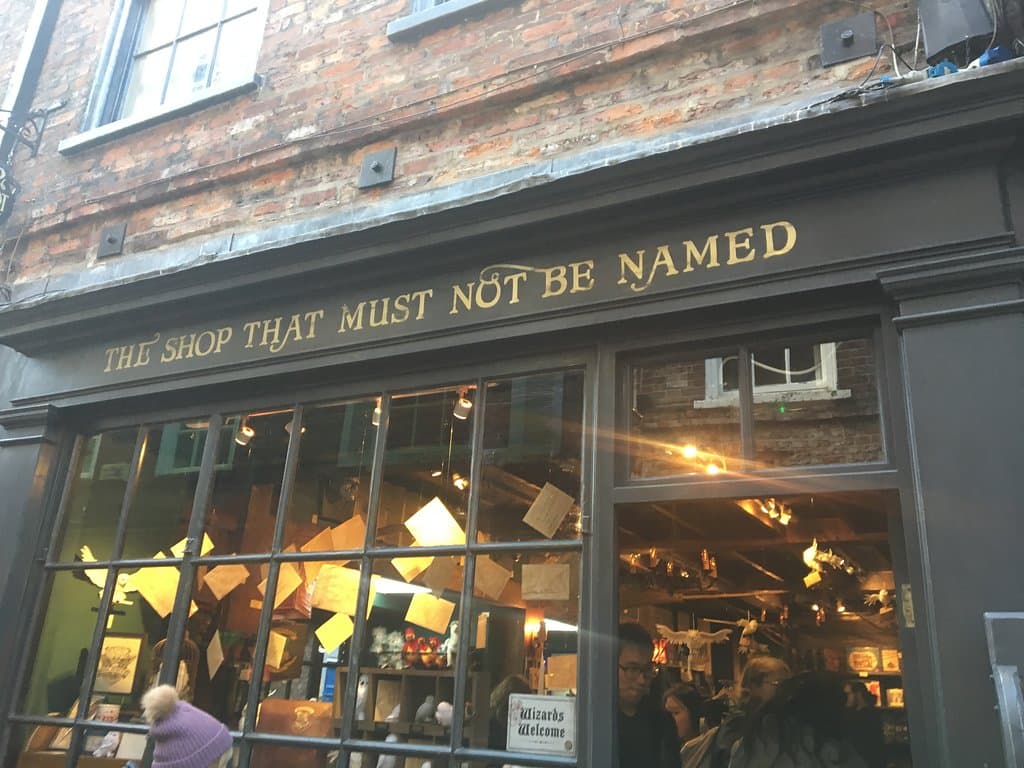 THE SHOP THAT MUST NOT BE NAMED
Wizards
Welcome